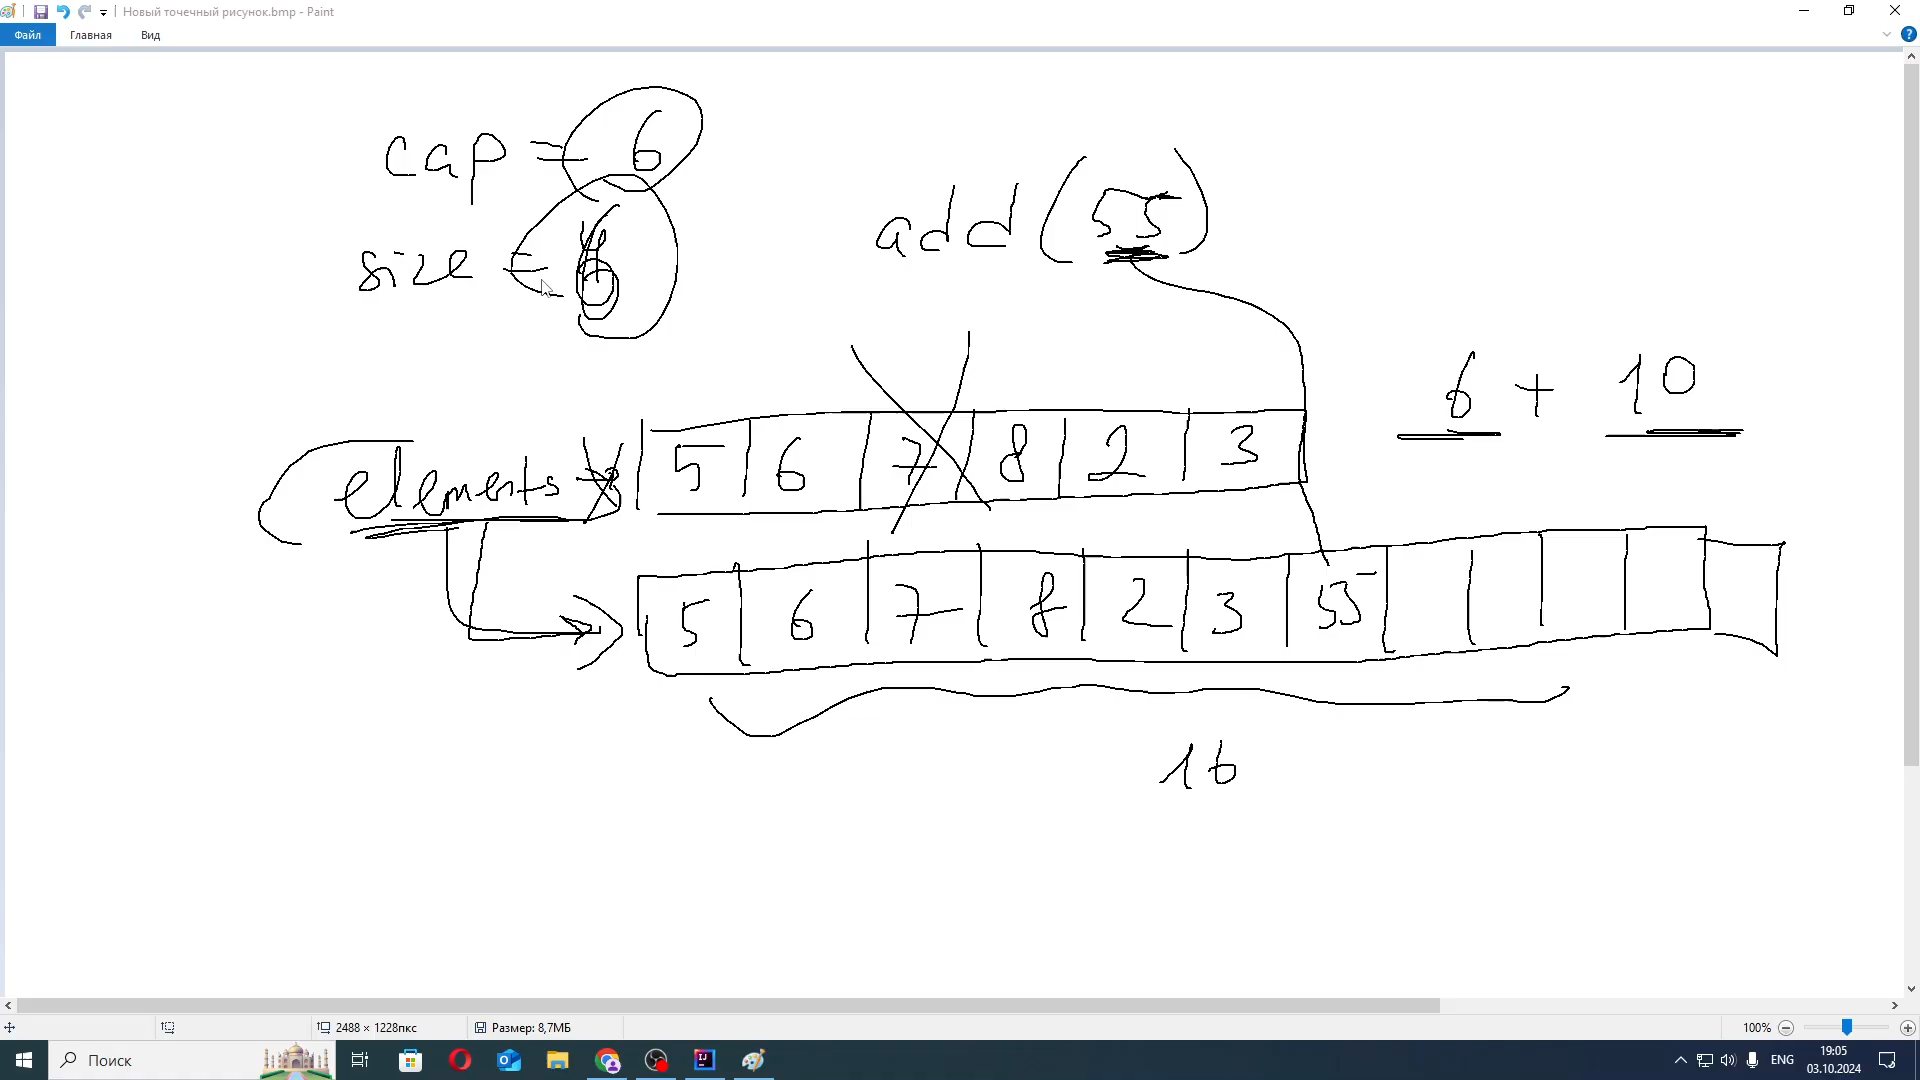 Новый точечный рисунок.bmp - Paint
Файл Главная Вид
cap = 6
size = 6
add (55)
6 + 10
elements
5 6 7 8 2 3
5 6 7 8 2 3 55
16
100%
2488 × 1228пкс
Размер: 8,7МБ
Поиск
ENG
19:05
03.10.2024